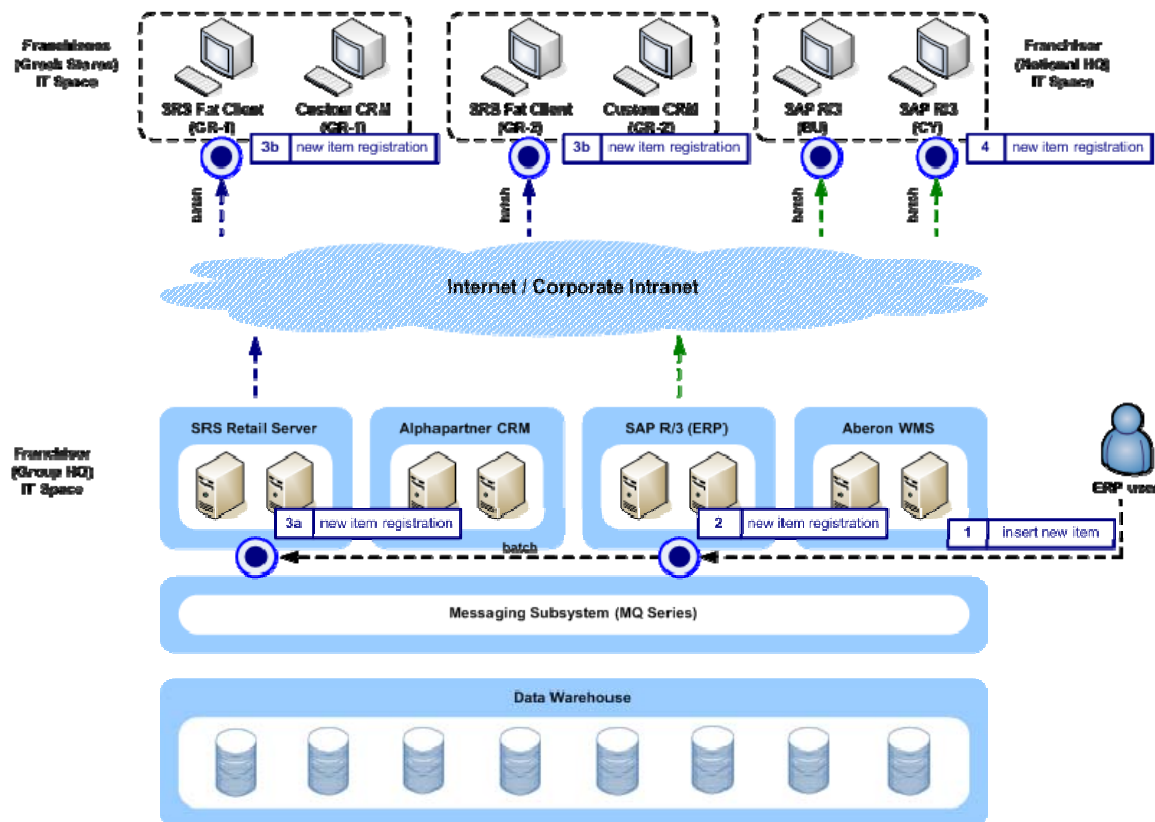 Franchisees
(Greek Stores)
IT Space
SRS Fat Client
(GR-1)
Custom CRM
(GR-1)
SRS Fat Client
(GR-2)
Custom CRM
(GR-2)
SAP R/3
(BU)
SAP R/3
(CY)
Franchisor
(National HQ)
IT Space
3b new item registration
3b new item registration
4 new item registration
batch
batch
batch
batch
Internet / Corporate Intranet
Franchisor
(Group HQ)
IT Space
SRS Retail Server
Alphapartner CRM
SAP R/3 (ERP)
Aberon WMS
ERP user
3a new item registration
2 new item registration
1 insert new item
batch
Messaging Subsystem (MQ Series)
Data Warehouse